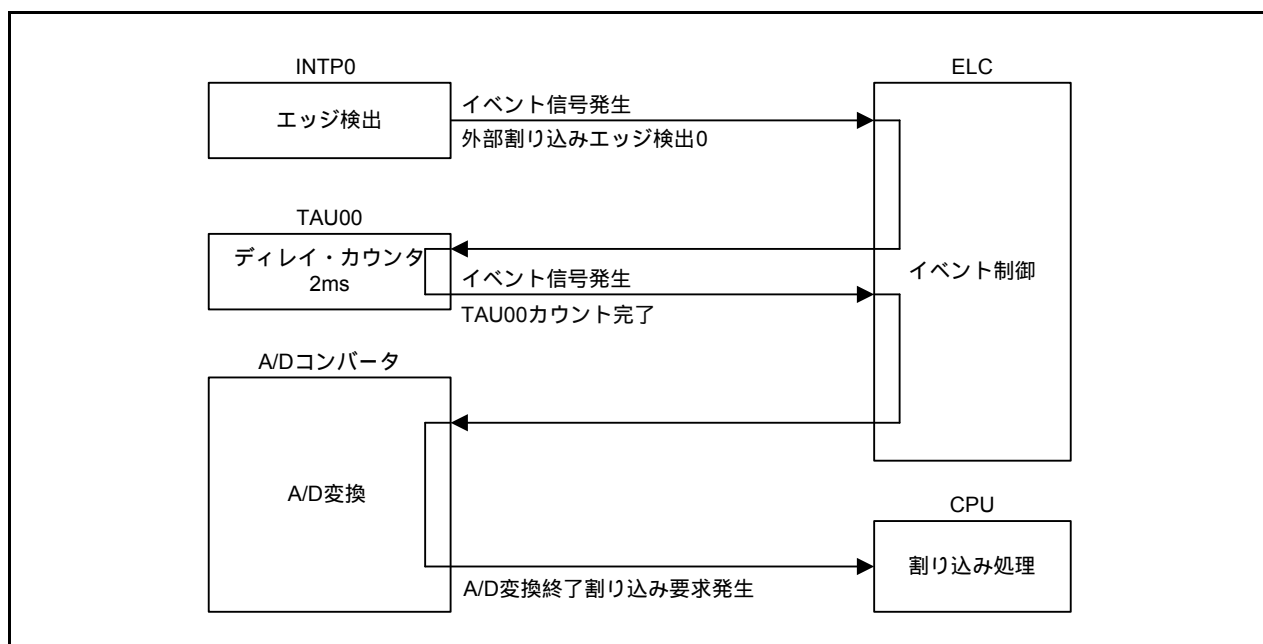 INTP0
エッジ検出
イベント信号発生
外部割り込みエッジ検出0
ELC
イベント制御
TAU00
ディレイ・カウンタ
2ms
イベント信号発生
TAU00カウント完了
A/Dコンバータ
A/D変換
A/D変換終了割り込み要求発生
CPU
割り込み処理